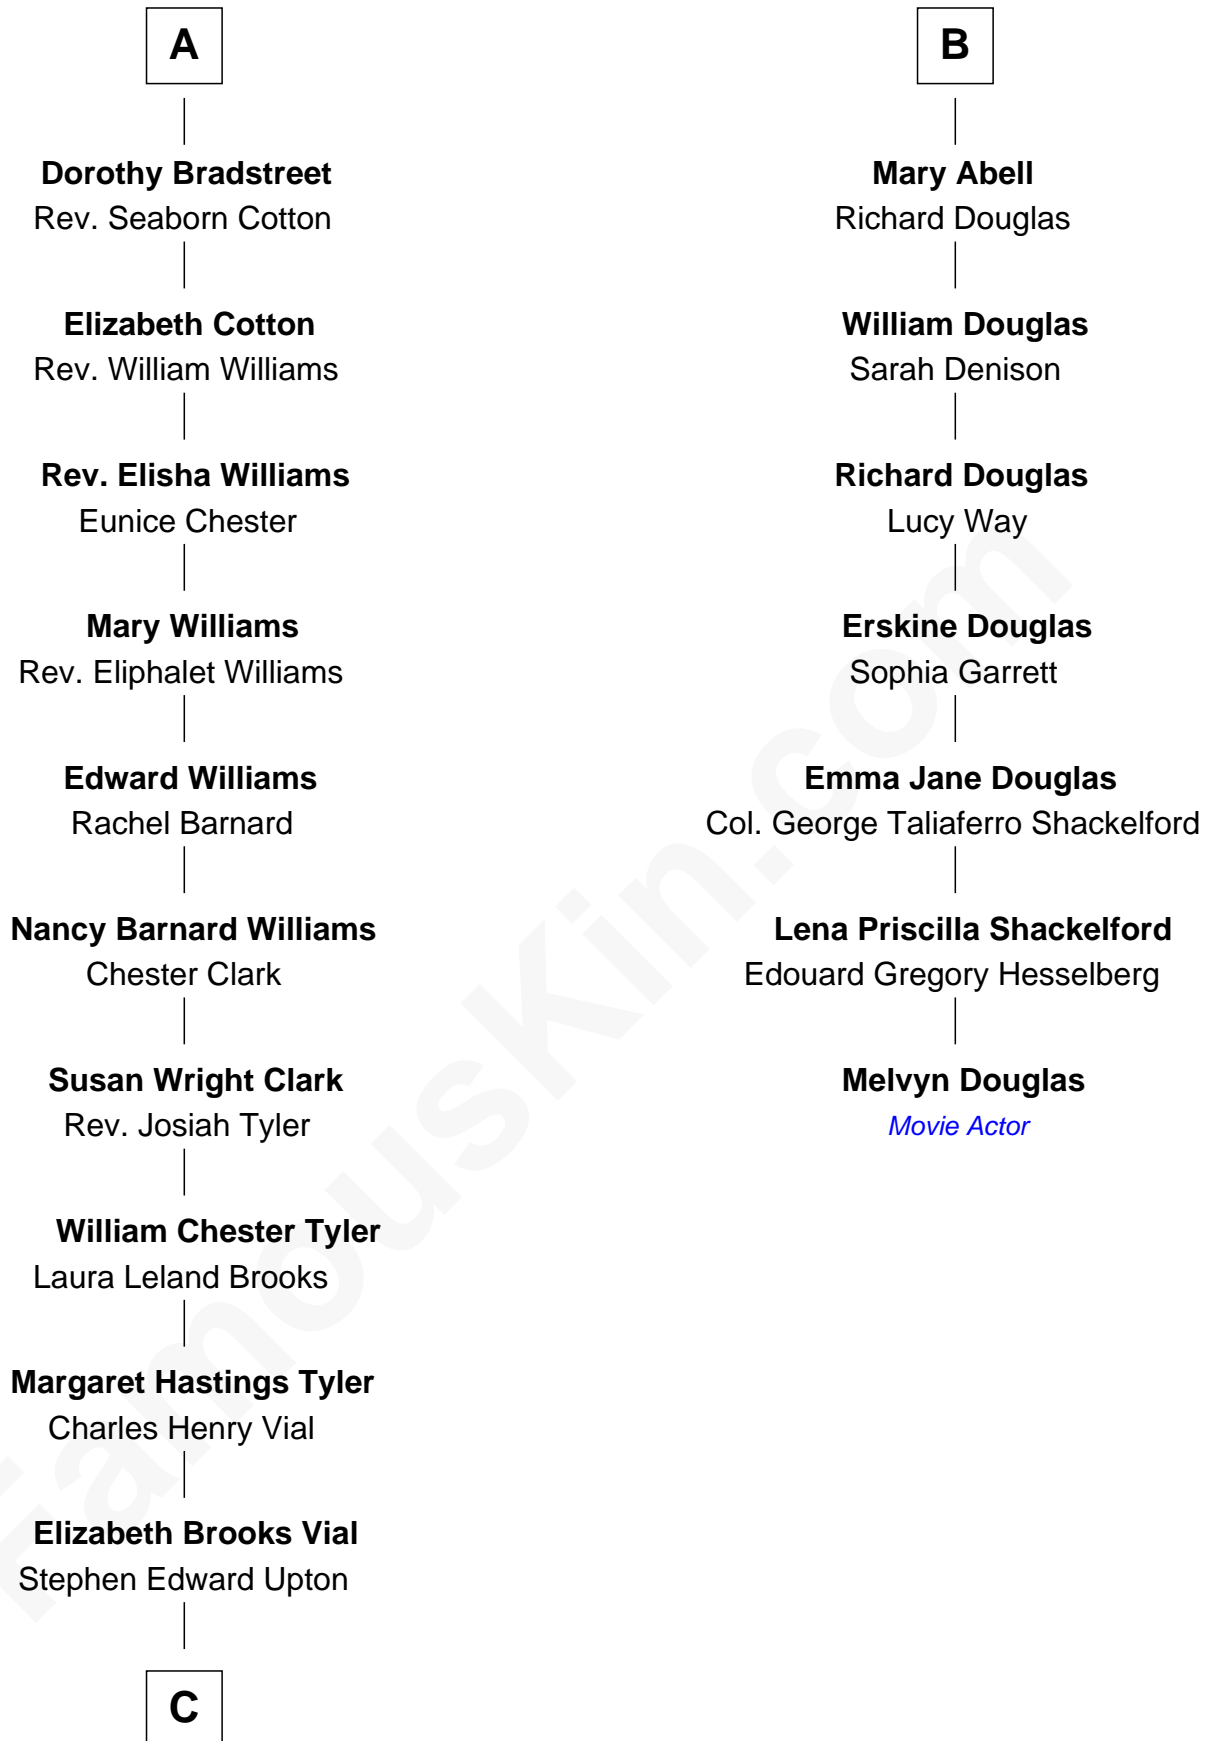 A
Dorothy Bradstreet
Rev. Seaborn Cotton
Elizabeth Cotton
Rev. William Williams
Rev. Elisha Williams
Eunice Chester
Mary Williams
Rev. Eliphalet Williams
Edward Williams
Rachel Barnard
Nancy Barnard Williams
Chester Clark
Susan Wright Clark
Rev. Josiah Tyler
William Chester Tyler
Laura Leland Brooks
Margaret Hastings Tyler
Charles Henry Vial
Elizabeth Brooks Vial
Stephen Edward Upton
C
B
Mary Abell
Richard Douglas
William Douglas
Sarah Denison
Richard Douglas
Lucy Way
Erskine Douglas
Sophia Garrett
Emma Jane Douglas
Col. George Taliaferro Shackelford
Lena Priscilla Shackelford
Edouard Gregory Hesselberg
Melvyn Douglas
Movie Actor
FamousKin.com